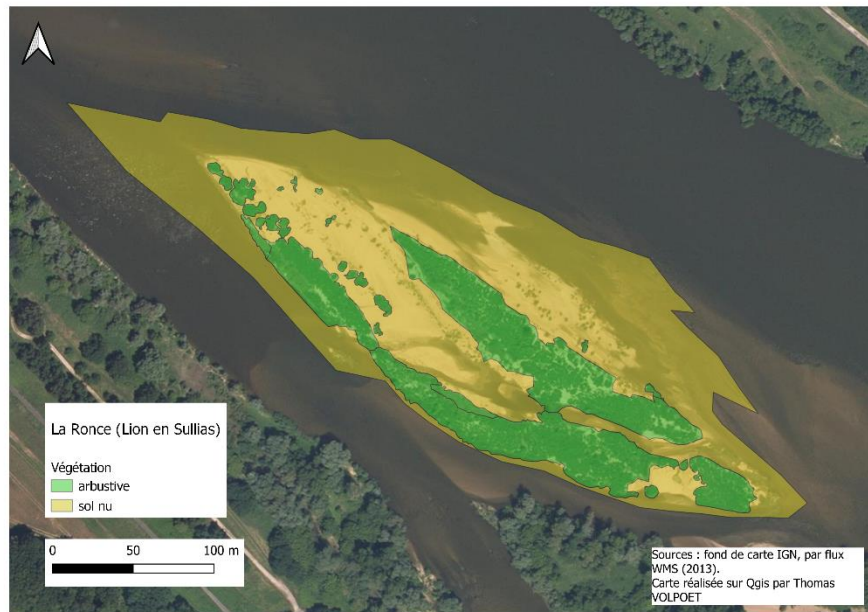 La Ronce (Lion en Sullias)
Végétation
arbustive
sol nu
0 50 100 m
Sources : fond de carte IGN, par flux
WMS (2013).
Carte réalisée sur Qgis par Thomas
VOLPOET